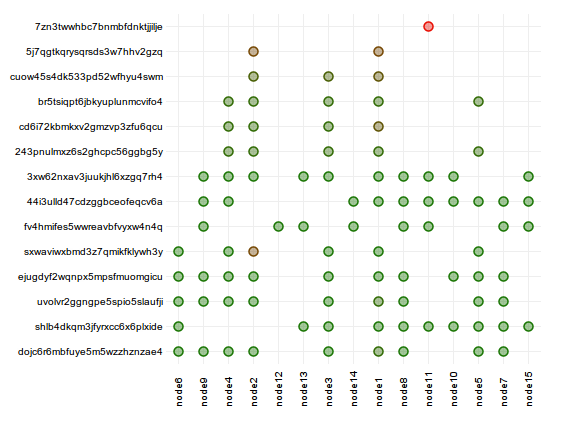 7zn3twwhbc7bnmbfdnktjjilje
5j7qgtkqrysqrsds3w7hhv2gzq
cuow45s4dk533pd52wfhyu4swm
br5tsiqpt6jbkyuplunmcvifo4
cd6i72kbmkxv2gmzvp3zfu6qcu
243pnulmxz6s2ghcpc56ggbg5y
3xw62nxav3juukjhl6xzgq7rh4
44i3ulld47cdzggbceofeqcv6a
fv4hmifes5wwreavbfvyxw4n4q
sxwaviwxbmd3z7qmikfklywh3y
ejugdyf2wqnpx5mpsfmuomgicu
uvolvr2ggngpe5spio5slaufji
shlb4dkqm3jfyrxcc6x6plxide
dojc6r6mbfuye5m5wzzhznzae4
node6
node9
node4
node2
node12
node13
node3
node14
node1
node8
node11
node10
node5
node7
node15